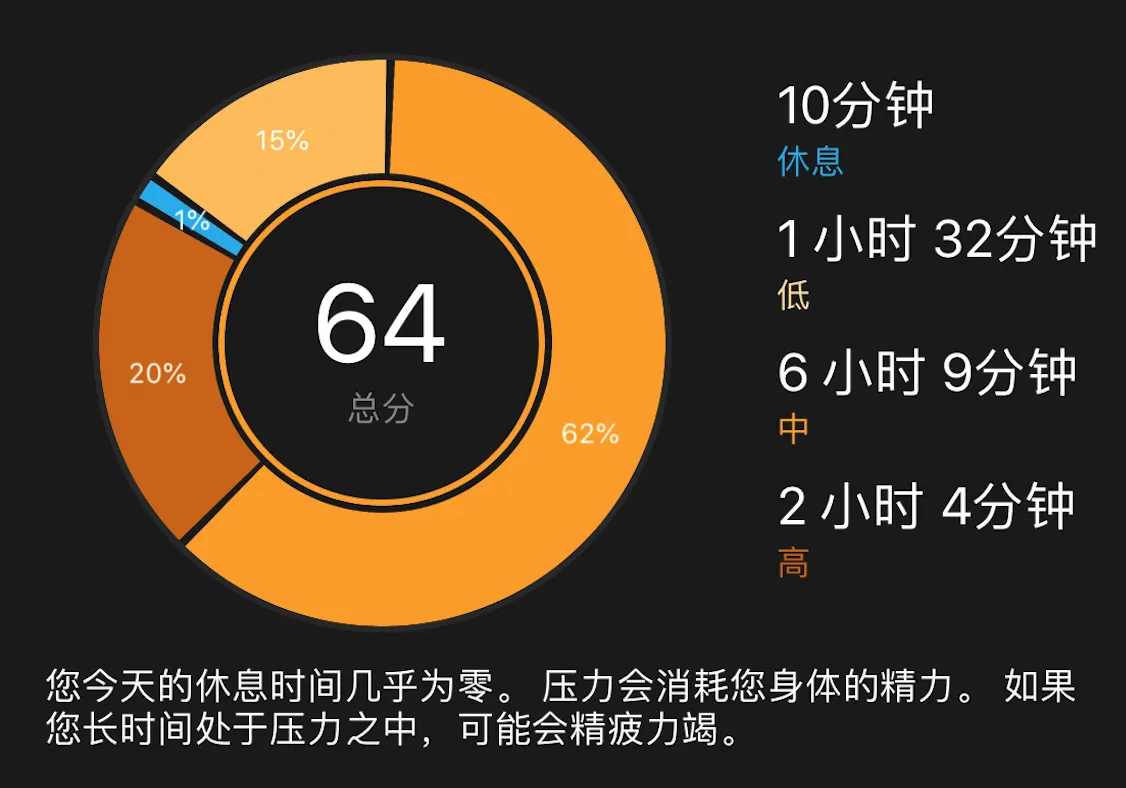 15%
1%
20%
62%
64
总分
10分钟
休息
1 小时 32分钟
低
6 小时 9分钟
中
2 小时 4分钟
高
您今天的休息时间几乎为零。 压力会消耗您身体的精力。 如果
您长时间处于压力之中，可能会精疲力竭。